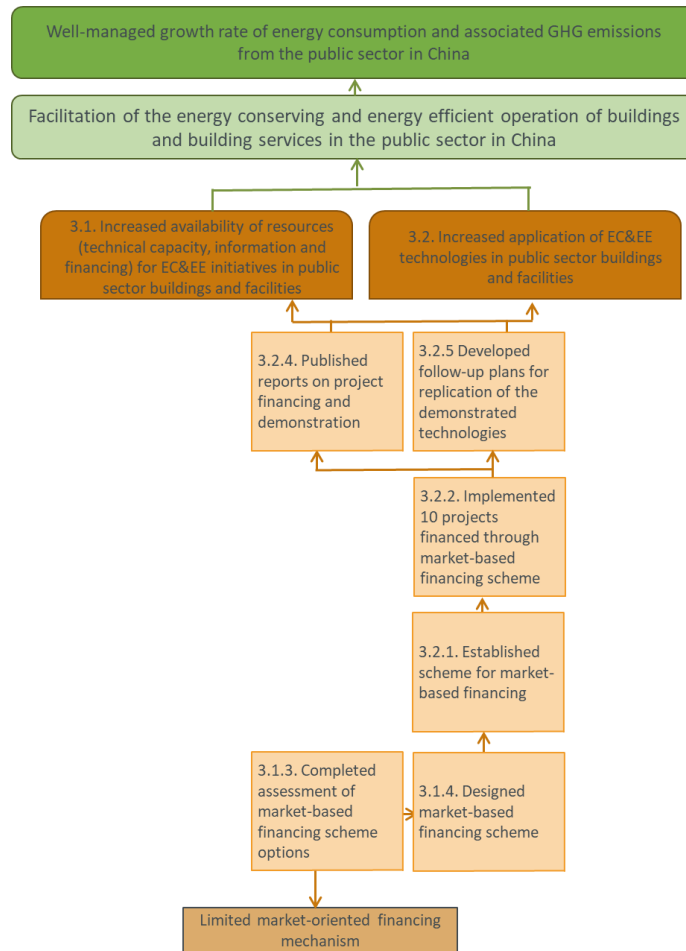 Well-managed growth rate of energy consumption and associated GHG emissions
from the public sector in China
Facilitation of the energy conserving and energy efficient operation of buildings
and building services in the public sector in China
3.1. Increased availability of resources
(technical capacity, information and
financing) for EC&EE initiatives in public
sector buildings and facilities
3.2. Increased application of EC&EE
technologies in public sector buildings
and facilities
3.2.4. Published
reports on project
financing and
demonstration
3.2.5 Developed
follow-up plans for
replication of the
demonstrated
technologies
3.2.2. Implemented
10 projects
financed through
market-based
financing scheme
3.2.1. Established
scheme for market-
based financing
3.1.3. Completed
assessment of
market-based
financing scheme
options
3.1.4. Designed
market-based
financing scheme
Limited market-oriented financing
mechanism